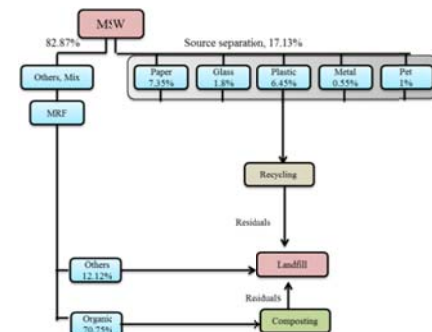 MSW
82.87%
Source separation, 17.13%
Others, Mix
Paper
7.35%
Glass
1.8%
Plastic
6.45%
Metal
0.55%
Pet
1%
MRF
Recycling
Residuals
Others
12.12%
Landfill
Residuals
Organic
70.75%
Composting